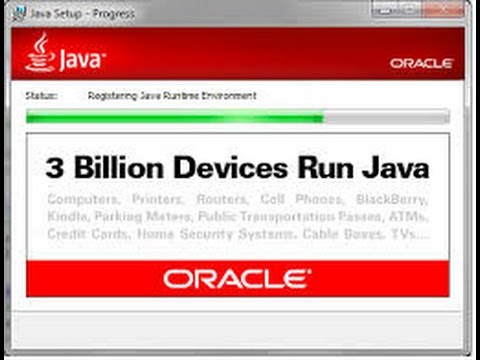 Java Setup - Progress
Java™
ORACLE®
Status: Registering Java Runtime Environment
3 Billion Devices Run Java
Computers, Printers, Routers, Cell Phones, BlackBerry,
Kindle, Parking Meters, Public Transportation Passes, ATMs,
Credit Cards, Home Security Systems, Cable Boxes, TVs...
ORACLE®